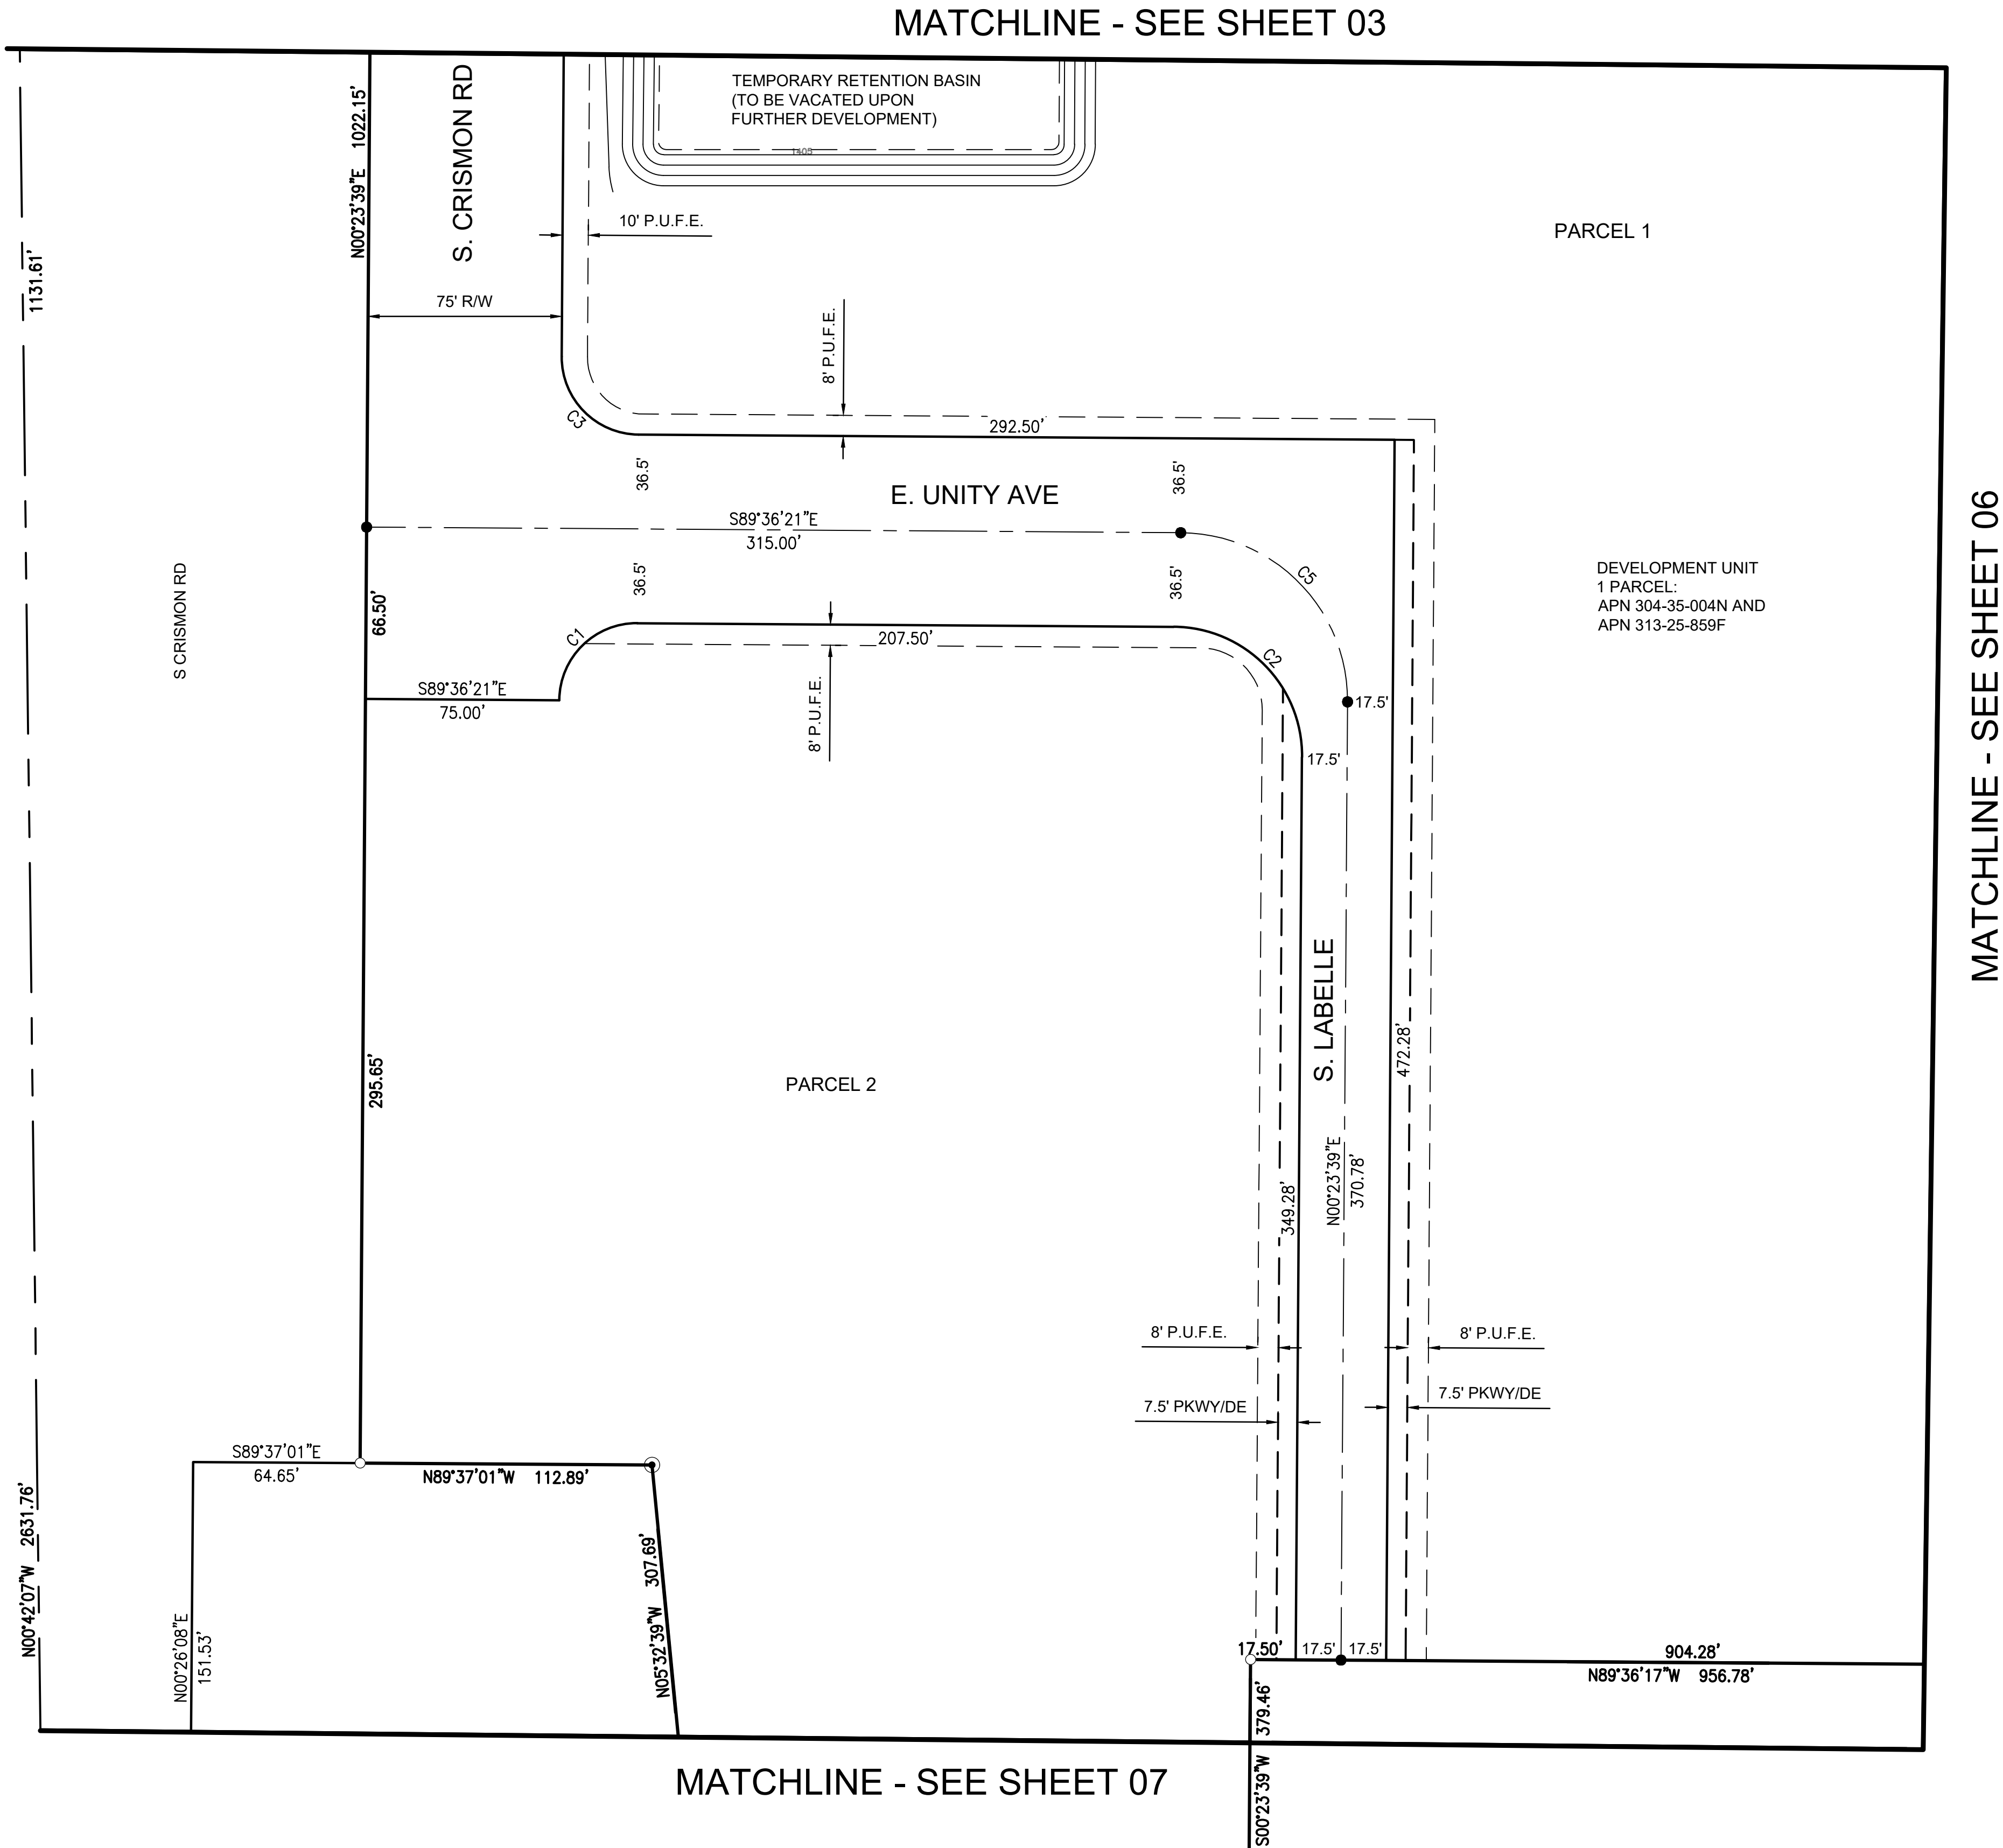 MATCHLINE - SEE SHEET 03
S. CRISMON RD
N00°23'39"E 1022.15'
TEMPORARY RETENTION BASIN
(TO BE VACATED UPON
FURTHER DEVELOPMENT)
1405
10' P.U.F.E.
PARCEL 1
1131.61'
75' R/W
8' P.U.F.E.
C3
292.50'
36.5'
36.5'
E. UNITY AVE
S89°36'21"E
315.00'
36.5'
36.5'
C5
S CRISMON RD
66.50'
DEVELOPMENT UNIT
1 PARCEL:
APN 304-35-004N AND
APN 313-25-859F
MATCHLINE - SEE SHEET 06
C1
207.50'
C2
S89°36'21"E
75.00'
8' P.U.F.E.
17.5'
17.5'
S. LABELLE
472.28'
295.65'
PARCEL 2
N00°23'39"E
370.78'
349.28'
8' P.U.F.E.
8' P.U.F.E.
7.5' PKWY/DE
7.5' PKWY/DE
S89°37'01"E
64.65'
N89°37'01"W 112.89'
N00°42'07"W 2631.76'
N05°32'39"W 307.69'
N00°26'08"E
151.53'
17.50'
17.5'
17.5'
904.28'
N89°36'17"W 956.78'
S00°23'39"W 379.46'
MATCHLINE - SEE SHEET 07